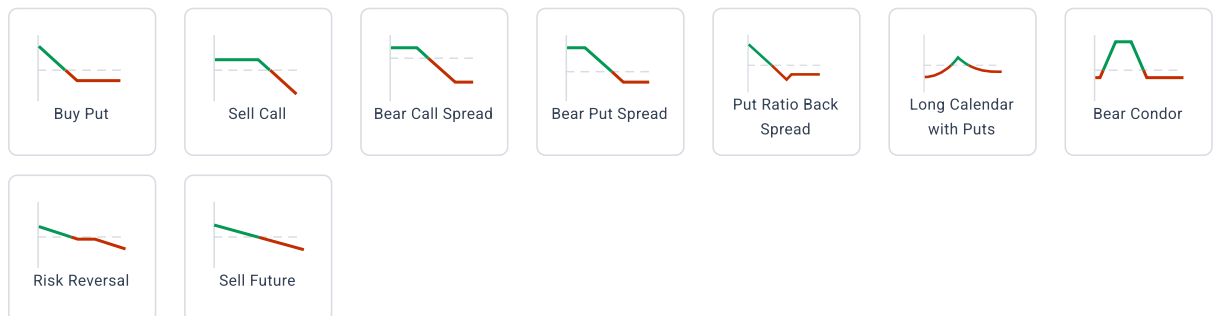 Buy Put
Sell Call
Bear Call Spread
Bear Put Spread
Put Ratio Back
Spread
Long Calendar
with Puts
Bear Condor
Risk Reversal
Sell Future